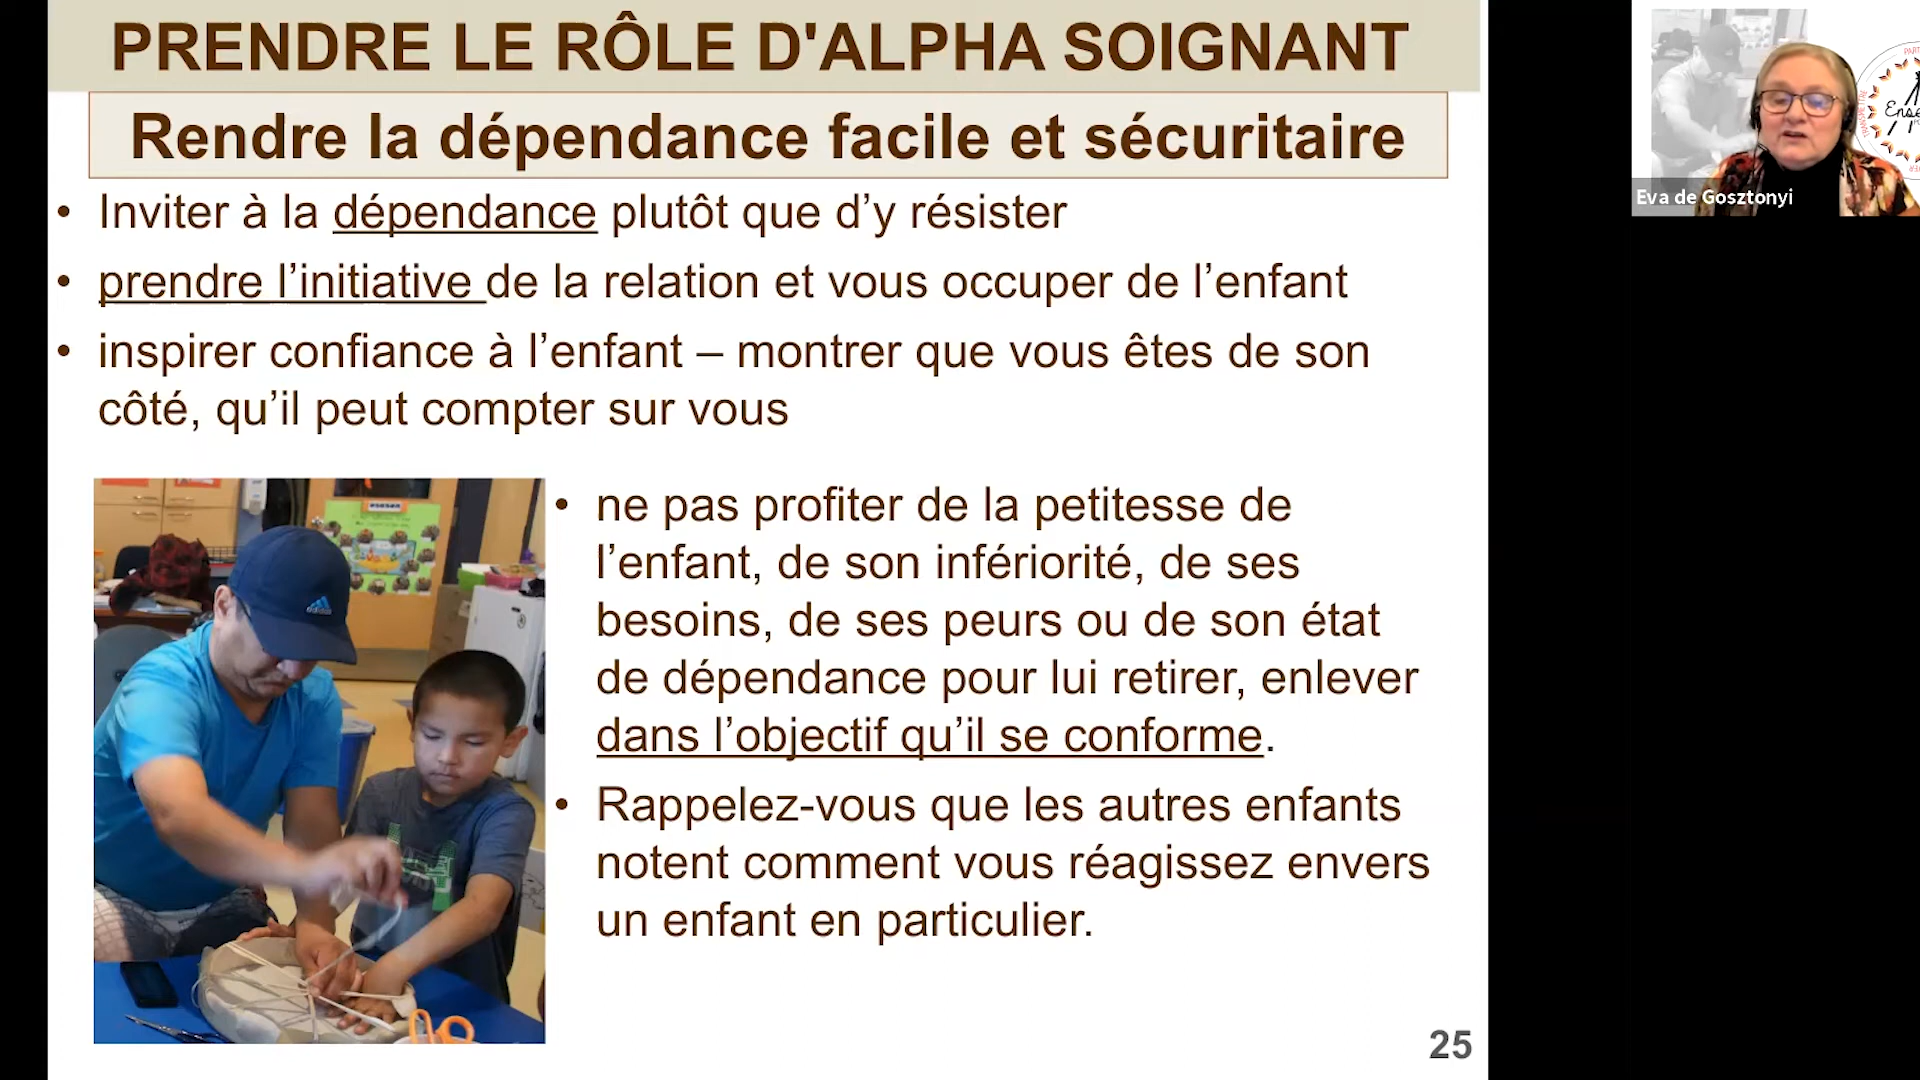 PRENDRE LE RÔLE D'ALPHA SOIGNANT
Rendre la dépendance facile et sécuritaire
• Inviter à la dépendance plutôt que d’y résister
• prendre l’initiative de la relation et vous occuper de l’enfant
• inspirer confiance à l’enfant – montrer que vous êtes de son
côté, qu’il peut compter sur vous
• ne pas profiter de la petitesse de
l’enfant, de son infériorité, de ses
besoins, de ses peurs ou de son état
de dépendance pour lui retirer, enlever
dans l’objectif qu’il se conforme.
• Rappelez-vous que les autres enfants
notent comment vous réagissez envers
un enfant en particulier.
25
Eva de Gosztonyi